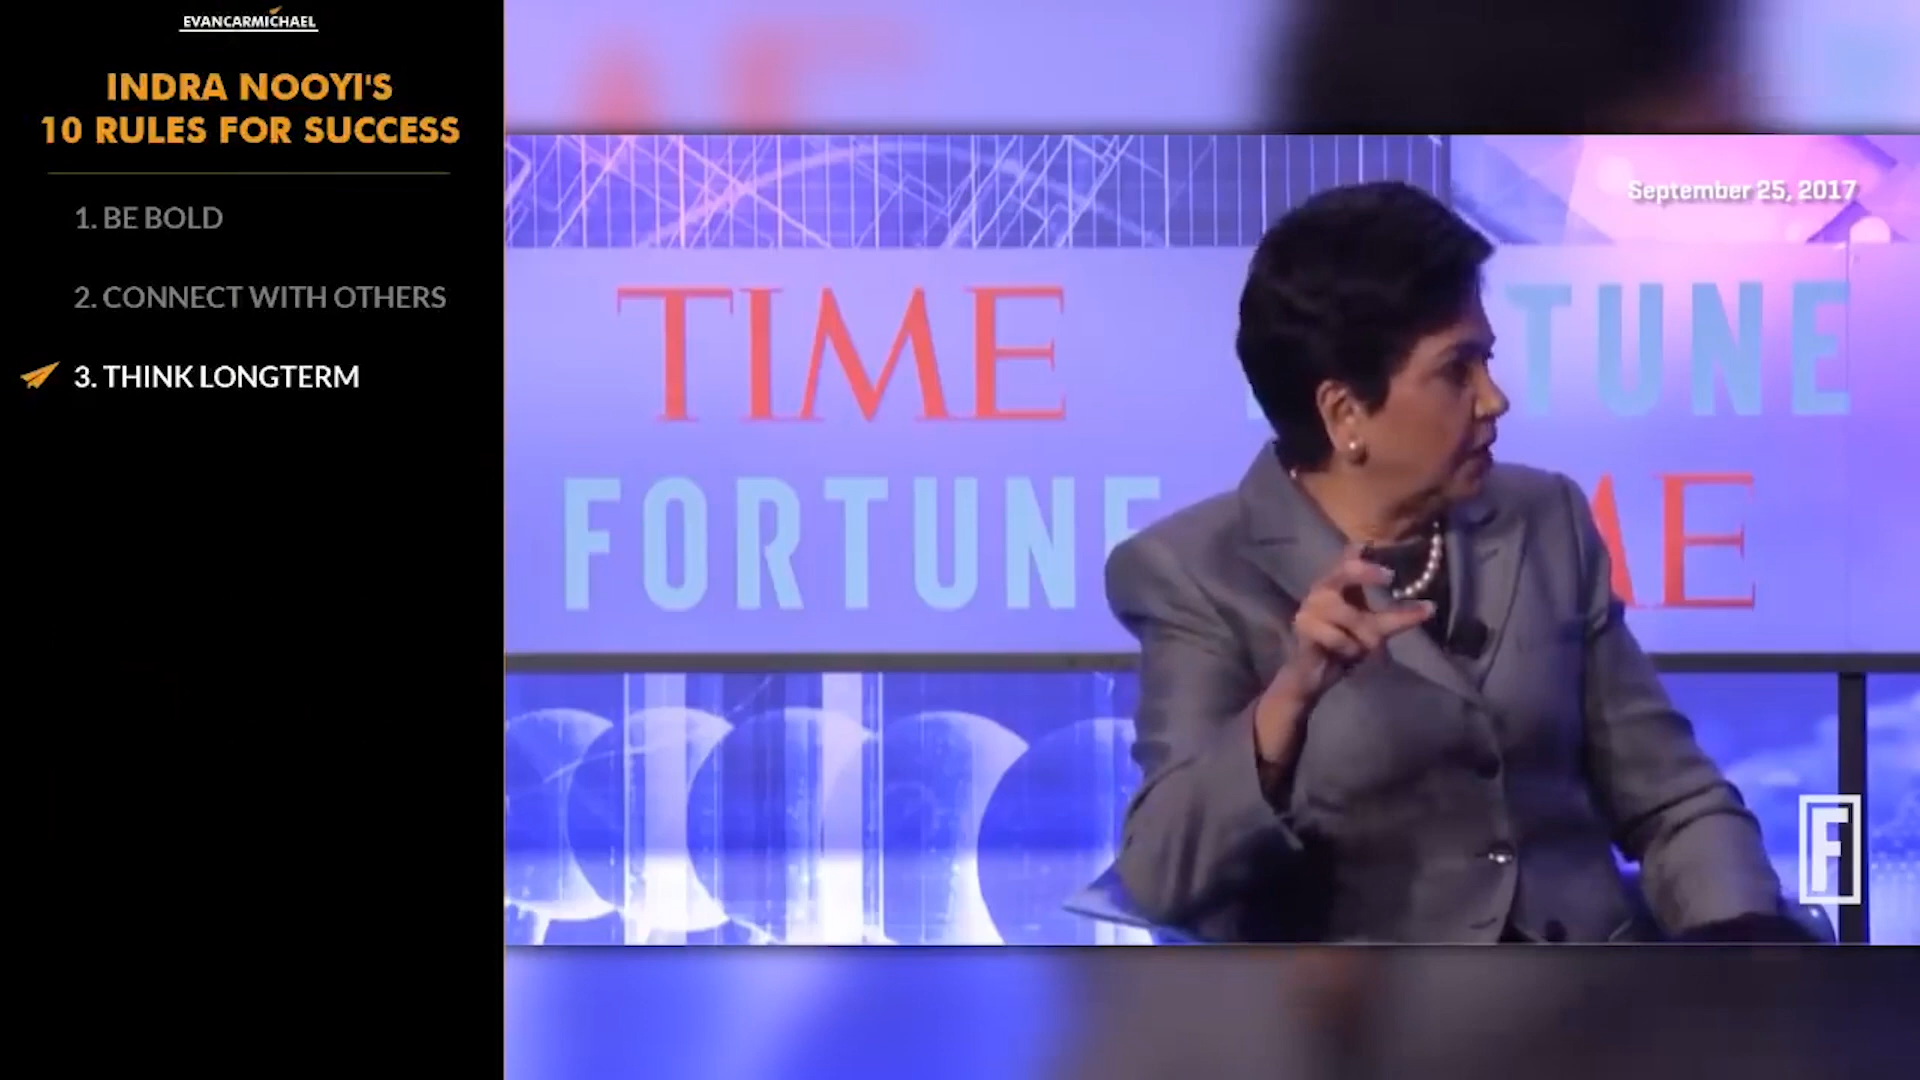 EVANCARMICHAEL
INDRA NOOYI'S
10 RULES FOR SUCCESS
1. BE BOLD
2. CONNECT WITH OTHERS
3. THINK LONGTERM
September 25, 2017
TIME
TUNE
FORTUNE
ME
F